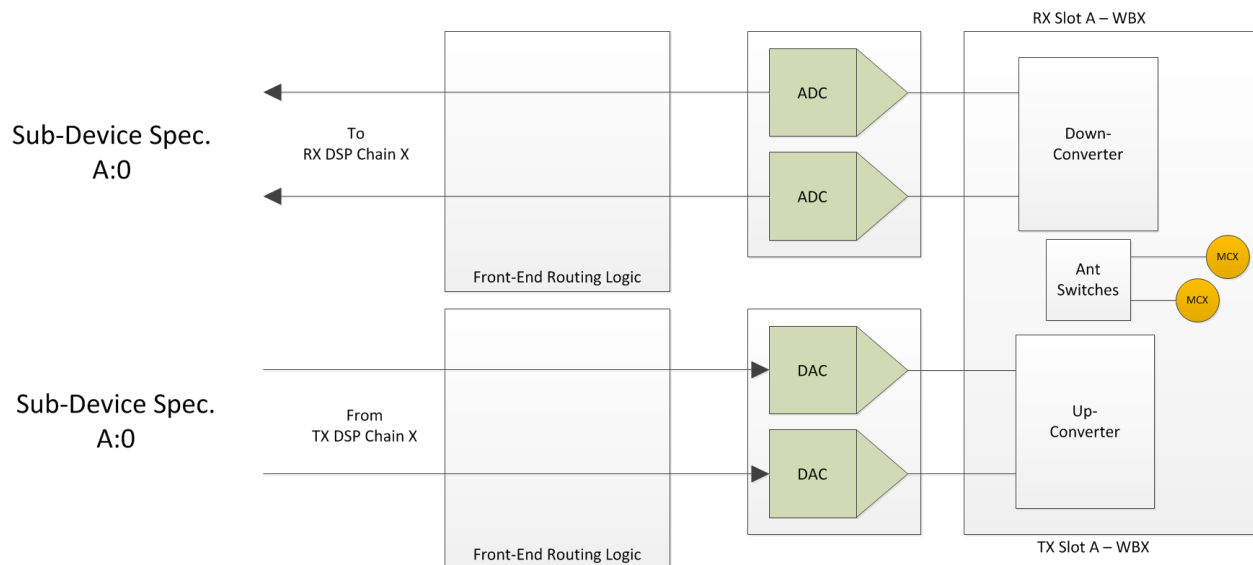 RX Slot A – WBX
ADC
Sub-Device Spec.
A:0
To
RX DSP Chain X
Down-
Converter
ADC
Front-End Routing Logic
Ant
Switches
MCX
MCX
DAC
Sub-Device Spec.
A:0
From
TX DSP Chain X
Up-
Converter
DAC
Front-End Routing Logic
TX Slot A – WBX